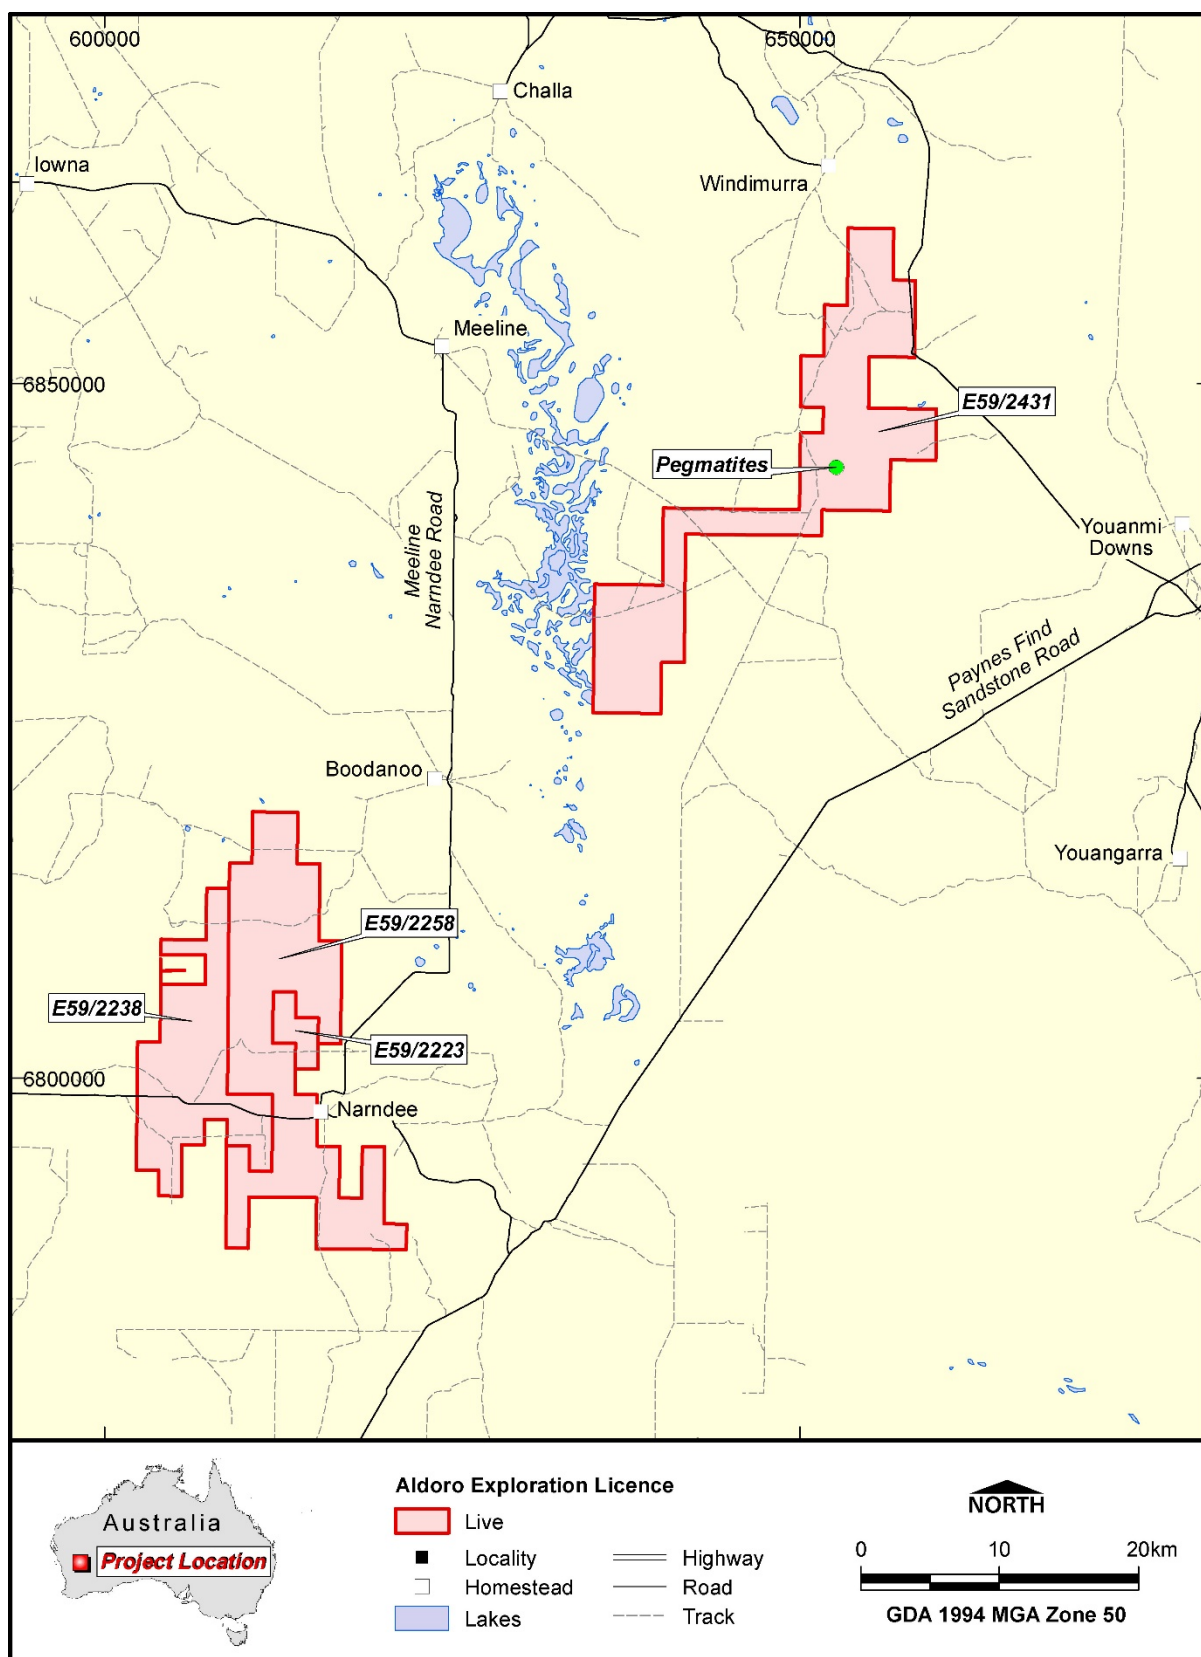 600000
650000
Challa
Iowna
Windimurra
Meeline
6850000
E59/2431
Pegmatites
Meeline
Narndee Road
Youanmi
Downs
Paynes Find
Sandstone Road
Boodanoo
Youangarra
E59/2258
E59/2238
E59/2223
6800000
Narndee
Australia
Project Location
Aldoro Exploration Licence
Live
Locality
Homestead
Lakes
Highway
Road
Track
NORTH
0 10 20km
GDA 1994 MGA Zone 50